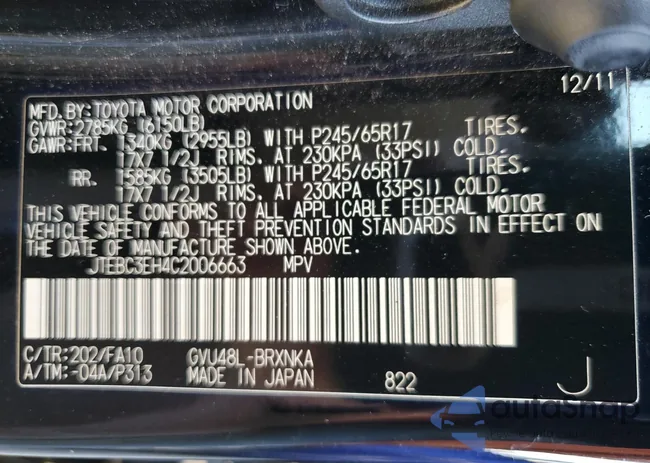 12/11
MFD. BY: TOYOTA MOTOR CORPORATION
GVWR: 2785KG (6150LB)
GAWR: FRT. 1340KG (2955LB) WITH P245/65R17 TIRES.
17X7 1/2J RIMS. AT 230KPA (33PSI) COLD.
RR. 1585KG (3505LB) WITH P245/65R17 TIRES.
17X7 1/2J RIMS. AT 230KPA (33PSI) COLD.
THIS VEHICLE CONFORMS TO ALL APPLICABLE FEDERAL MOTOR
VEHICLE SAFETY AND THEFT PREVENTION STANDARDS IN EFFECT ON
THE DATE OF MANUFACTURE SHOWN ABOVE.
JTEBC3EH4C2006663 MPV
C/TR: 202/FA10 GVU48L-BRXNKA
A/TM: -04A/P313 MADE IN JAPAN 822 J